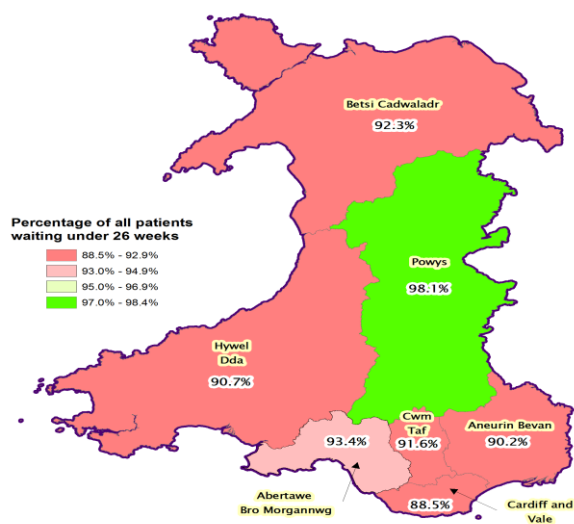 Betsi Cadwaladr
92.3%
Percentage of all patients
waiting under 26 weeks
88.5% - 92.9%
93.0% - 94.9%
95.0% - 96.9%
97.0% - 98.4%
Powys
98.1%
Hywel
Dda
90.7%
Cwm
Taf
91.6%
Aneurin Bevan
90.2%
93.4%
Abertawe
Bro Morgannwg
88.5%
Cardiff and
Vale